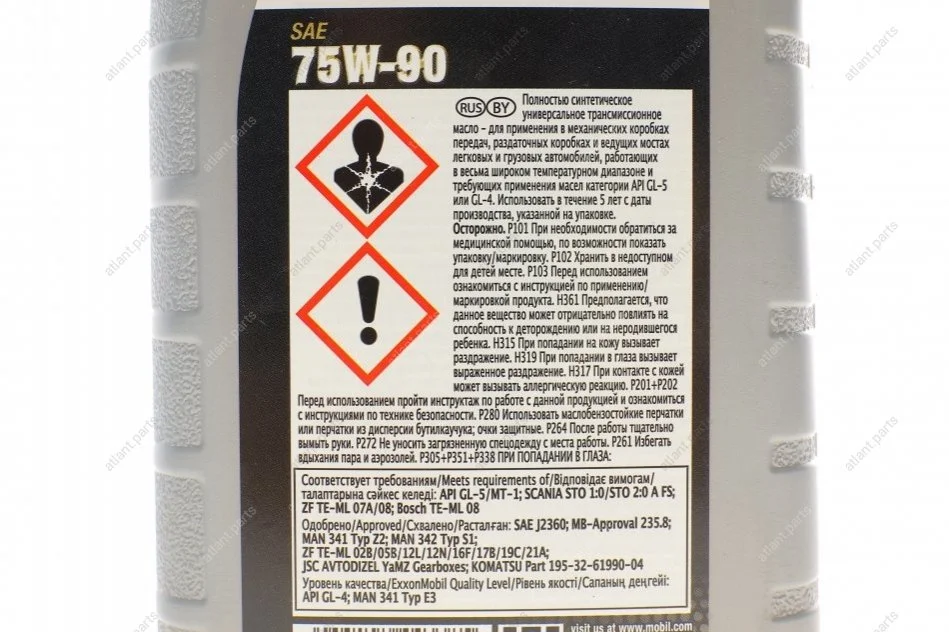 SAE
75W-90
RUS BY Полностью синтетическое
универсальное трансмиссионное
масло – для применения в механических коробках
передач, раздаточных коробках и ведущих мостах
легковых и грузовых автомобилей, работающих
в весьма широком температурном диапазоне и
требующих применения масел категории API GL-5
или GL-4. Использовать в течение 5 лет с даты
производства, указанной на упаковке.
Осторожно. P101 При необходимости обратиться за
медицинской помощью, по возможности показать
упаковку/маркировку. P102 Хранить в недоступном
для детей месте. P103 Перед использованием
ознакомиться с инструкцией по применению/
маркировкой продукта. H361 Предполагается, что
данное вещество может отрицательно повлиять на
способность к деторождению или на неродившегося
ребенка. H315 При попадании на кожу вызывает
раздражение. H319 При попадании в глаза вызывает
выраженное раздражение. H317 При контакте с кожей
может вызывать аллергическую реакцию. P201+P202
Перед использованием пройти инструктаж по работе с данной продукцией и ознакомиться
с инструкциями по технике безопасности. P280 Использовать маслобензостойкие перчатки
или перчатки из дисперсии бутилкаучука; очки защитные. P264 После работы тщательно
вымыть руки. P272 Не уносить загрязненную спецодежду с места работы. P261 Избегать
вдыхания пара и аэрозолей. P305+P351+P338 ПРИ ПОПАДАНИИ В ГЛАЗА:
Соответствует требованиям/Meets requirements of/Відповідає вимогам/
талаптарына сәйкес келеді: API GL-5/MT-1; SCANIA STO 1:0/STO 2:0 A FS;
ZF TE-ML 07A/08; Bosch TE-ML 08
Одобрено/Approved/Схвалено/Расталған: SAE J2360; MB-Approval 235.8;
MAN 341 Typ Z2; MAN 342 Typ S1;
ZF TE-ML 02B/05B/12L/12N/16F/17B/19C/21A;
JSC AVTODIZEL YaMZ Gearboxes; KOMATSU Part 195-32-61990-04
Уровень качества/ExxonMobil Quality Level/Рівень якості/Сапаның деңгейі:
API GL-4; MAN 341 Typ E3
visit us at www.mobil.com
atlant.parts